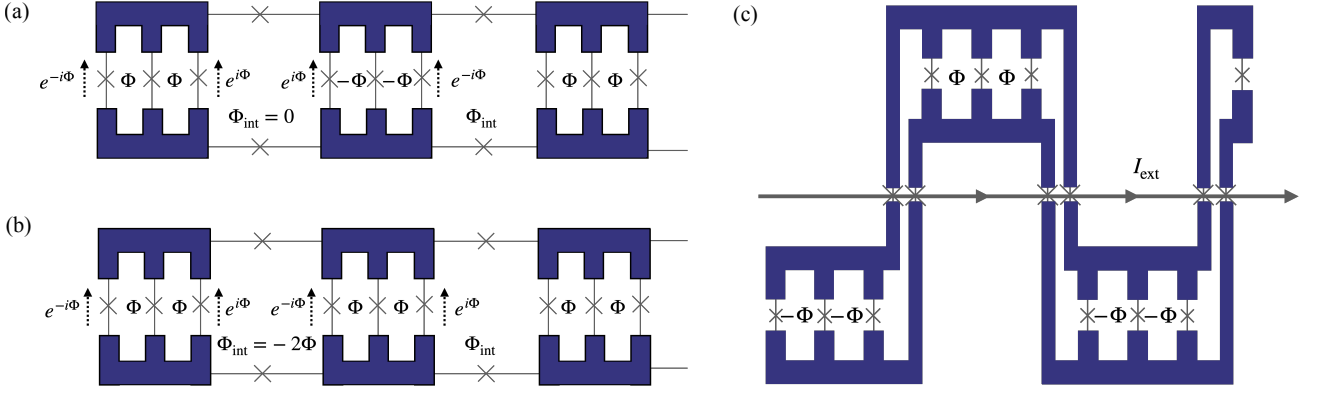 (a)
e^{-iΦ} Φ Φ e^{iΦ} e^{iΦ} −Φ −Φ e^{-iΦ} Φ Φ
Φ_int = 0 Φ_int
(b)
e^{-iΦ} Φ Φ e^{iΦ} e^{-iΦ} Φ Φ e^{iΦ} Φ Φ
Φ_int = − 2Φ Φ_int
(c)
Φ Φ
I_ext
−Φ −Φ −Φ −Φ